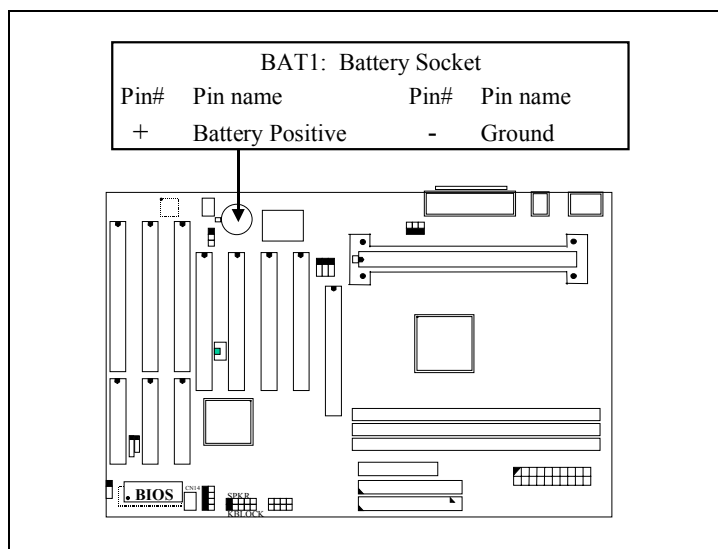 BAT1: Battery Socket
Pin# Pin name Pin# Pin name
+ Battery Positive - Ground
CN14
BIOS
SPKR
KBLOCK